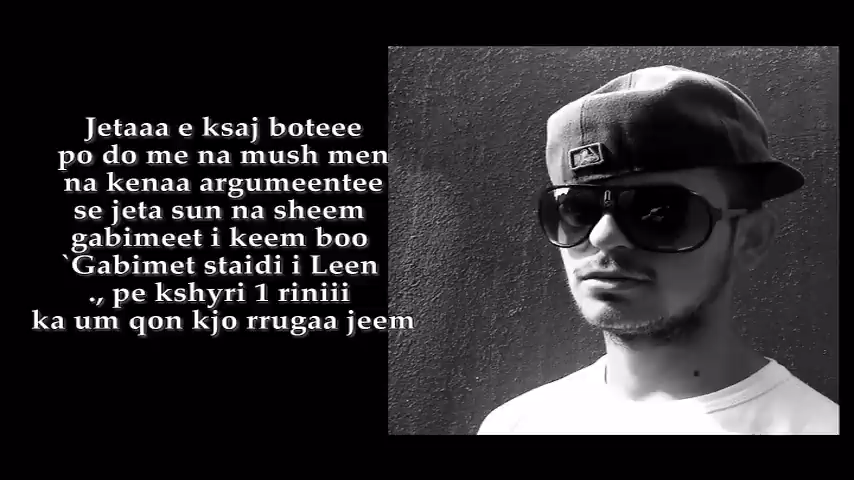 Jetaaa e ksaj boteee
po do me na mush men
na kenaa argumeentee
se jeta sun na sheem
gabimeet i keem boo
`Gabimet staidi i Leen
., pe kshyri 1 riniii
ka um qon kjo rrugaa jeem